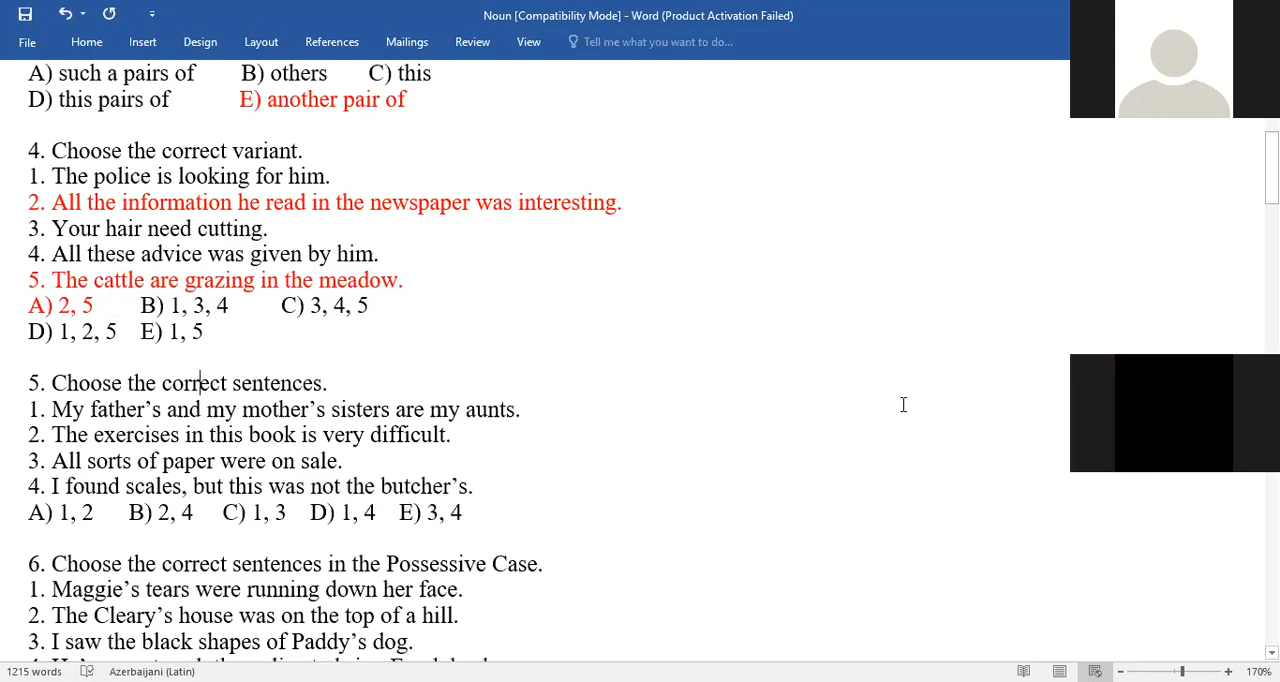 Noun [Compatibility Mode] - Word (Product Activation Failed)
File Home Insert Design Layout References Mailings Review View Tell me what you want to do...
A) such a pairs of B) others C) this
D) this pairs of E) another pair of
4. Choose the correct variant.
1. The police is looking for him.
2. All the information he read in the newspaper was interesting.
3. Your hair need cutting.
4. All these advice was given by him.
5. The cattle are grazing in the meadow.
A) 2, 5 B) 1, 3, 4 C) 3, 4, 5
D) 1, 2, 5 E) 1, 5
5. Choose the correct sentences.
1. My father’s and my mother’s sisters are my aunts.
2. The exercises in this book is very difficult.
3. All sorts of paper were on sale.
4. I found scales, but this was not the butcher’s.
A) 1, 2 B) 2, 4 C) 1, 3 D) 1, 4 E) 3, 4
6. Choose the correct sentences in the Possessive Case.
1. Maggie’s tears were running down her face.
2. The Cleary’s house was on the top of a hill.
3. I saw the black shapes of Paddy’s dog.
1215 words Azerbaijani (Latin) 170%